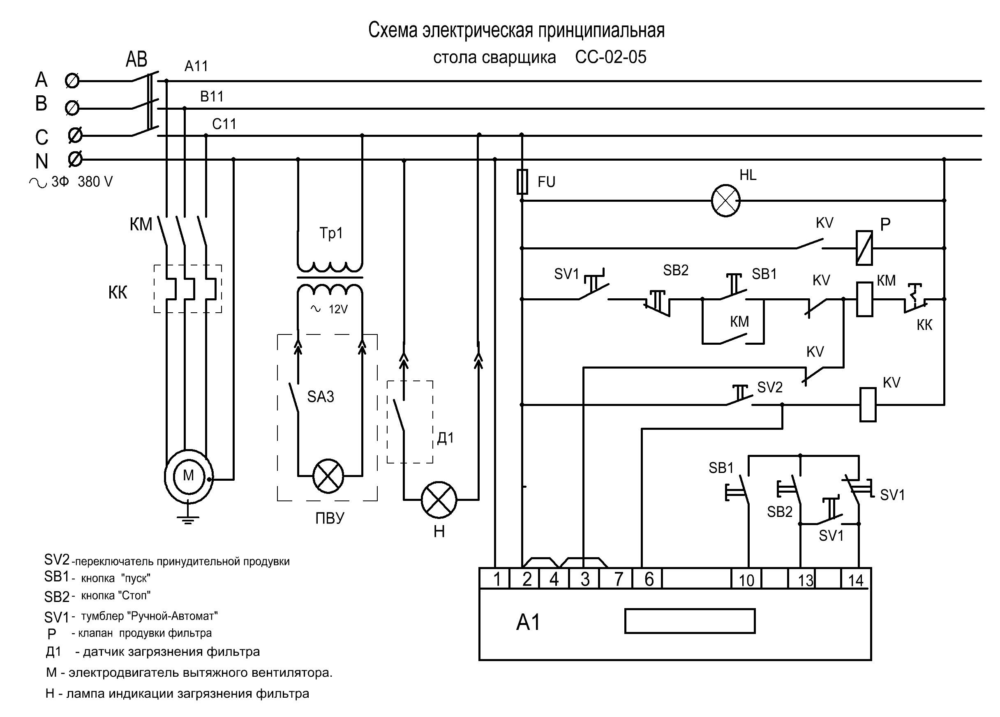 Схема электрическая принципиальная
стола сварщика СС-02-05
АВ
A
A11
B
B11
C
C11
N
3Ф 380 V
FU
HL
КМ
Тр1
KV
P
SV1
SB2
SB1
KV
КМ
КК
12V
КМ
КК
KV
SA3
SV2
KV
Д1
М
SB1
SB2
SV1
SV1
ПВУ
Н
SV2 -переключатель принудительной продувки
SB1 - кнопка "пуск"
SB2 - кнопка "Стоп"
SV1 - тумблер "Ручной-Автомат"
Р - клапан продувки фильтра
Д1 - датчик загрязнения фильтра
М - электродвигатель вытяжного вентилятора.
Н - лампа индикации загрязнения фильтра
1 2 4 3 7 6 10 13 14
А1